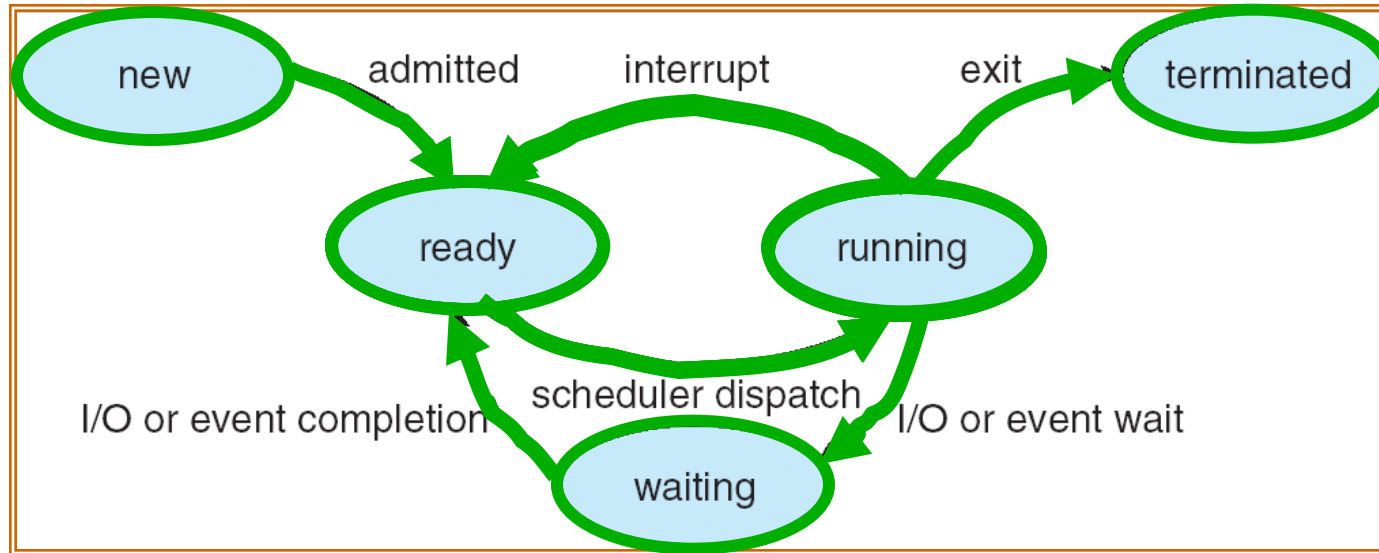 new
admitted
interrupt
exit
terminated
ready
running
scheduler dispatch
I/O or event completion
I/O or event wait
waiting